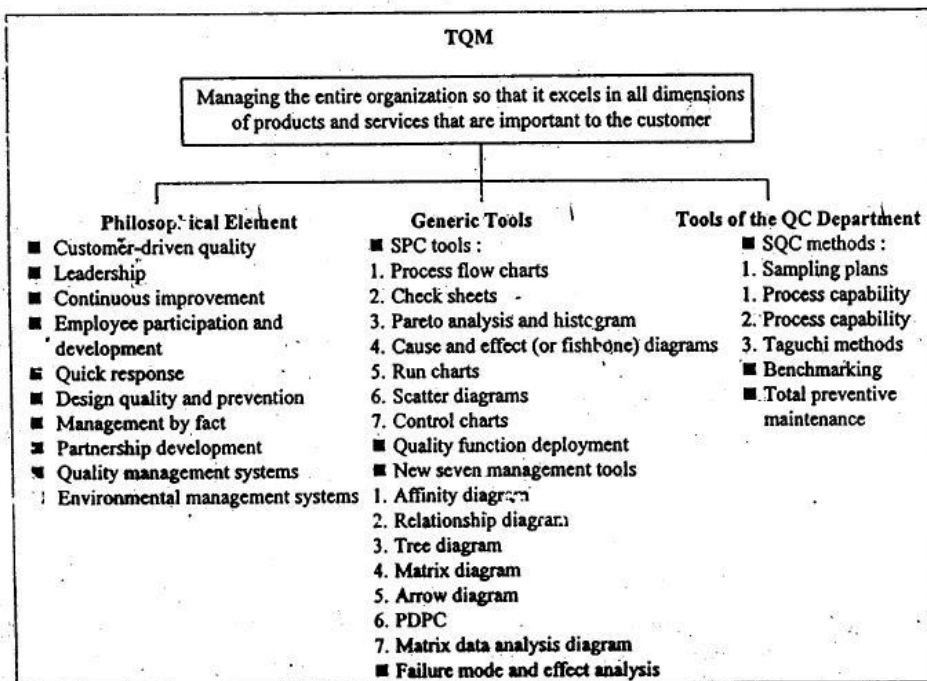 TQM
Managing the entire organization so that it excels in all dimensions
of products and services that are important to the customer
Philosophical Element
■ Customer-driven quality
■ Leadership
■ Continuous improvement
■ Employee participation and
development
■ Quick response
■ Design quality and prevention
■ Management by fact
■ Partnership development
■ Quality management systems
Environmental management systems
Generic Tools
■ SPC tools :
1. Process flow charts
2. Check sheets
3. Pareto analysis and histogram
4. Cause and effect (or fishbone) diagrams
5. Run charts
6. Scatter diagrams
7. Control charts
■ Quality function deployment
■ New seven management tools
1. Affinity diagram
2. Relationship diagram
3. Tree diagram
4. Matrix diagram
5. Arrow diagram
6. PDPC
7. Matrix data analysis diagram
■ Failure mode and effect analysis
Tools of the QC Department
■ SQC methods :
1. Sampling plans
1. Process capability
2. Process capability
3. Taguchi methods
■ Benchmarking
■ Total preventive
maintenance